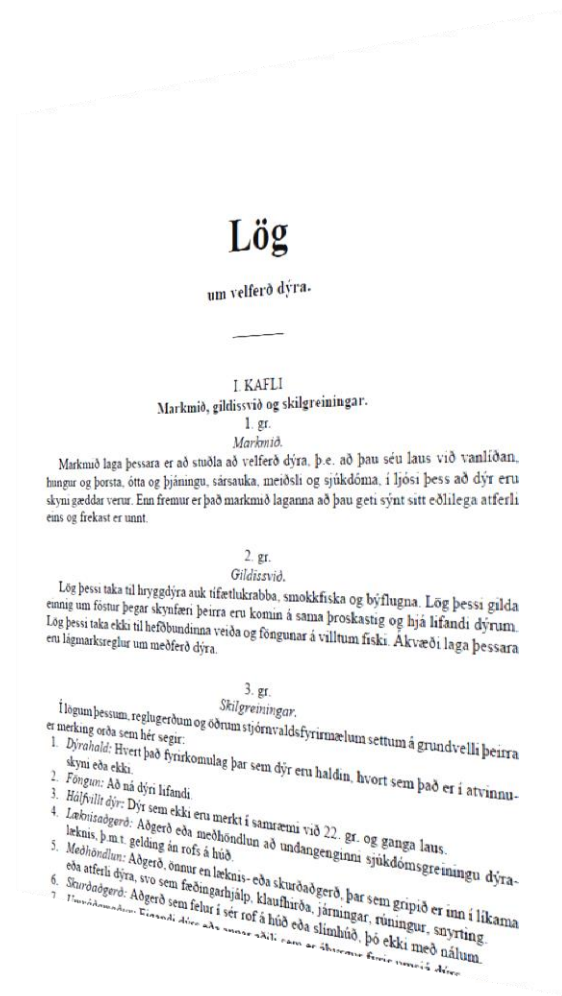 Lög
um velferð dýra.
I. KAFLI
Markmið, gildissvið og skilgreiningar.
1. gr.
Markmið.
Markmið laga þessara er að stuðla að velferð dýra, þ.e. að þau séu laus við vanlíðan,
hungur og þorsta, ótta og þjáningu, sársauka, meiðsli og sjúkdóma, í ljósi þess að dýr eru
skyni gæddar verur. Enn fremur er það markmið laganna að þau geti sýnt sitt eðlilega atferli
eins og frekast er unnt.
2. gr.
Gildissvið.
Lög þessi taka til hryggdýra auk tífætlukrabba, smokkfiska og býflugna. Lög þessi gilda
einnig um fóstur þegar skynfæri þeirra eru komin á sama þroskastig og hjá lifandi dýrum.
Lög þessi taka ekki til hefðbundinna veiða og föngunar á villtum fiski. Ákvæði laga þessara
eru lágmarksreglur um meðferð dýra.
3. gr.
Skilgreiningar.
Í lögum þessum, reglugerðum og öðrum stjórnvaldsfyrirmælum settum á grundvelli þeirra
er merking orða sem hér segir:
1. Dýrahald: Hvert það fyrirkomulag þar sem dýr eru haldin, hvort sem það er í atvinnu-
skyni eða ekki.
2. Föngun: Að ná dýri lifandi.
3. Hálfvillt dýr: Dýr sem ekki eru merkt í samræmi við 22. gr. og ganga laus.
4. Læknisaðgerð: Aðgerð eða meðhöndlun að undangenginni sjúkdómsgreiningu dýra-
læknis, þ.m.t. gelding án rofs á húð.
5. Meðhöndlun: Aðgerð, önnur en læknis- eða skurðaðgerð, þar sem gripið er inn í líkama
eða atferli dýra, svo sem fæðingarhjálp, klaufhirða, járningar, rúningur, snyrting.
6. Skurðaðgerð: Aðgerð sem felur í sér rof á húð eða slímhúð, þó ekki með nálum.